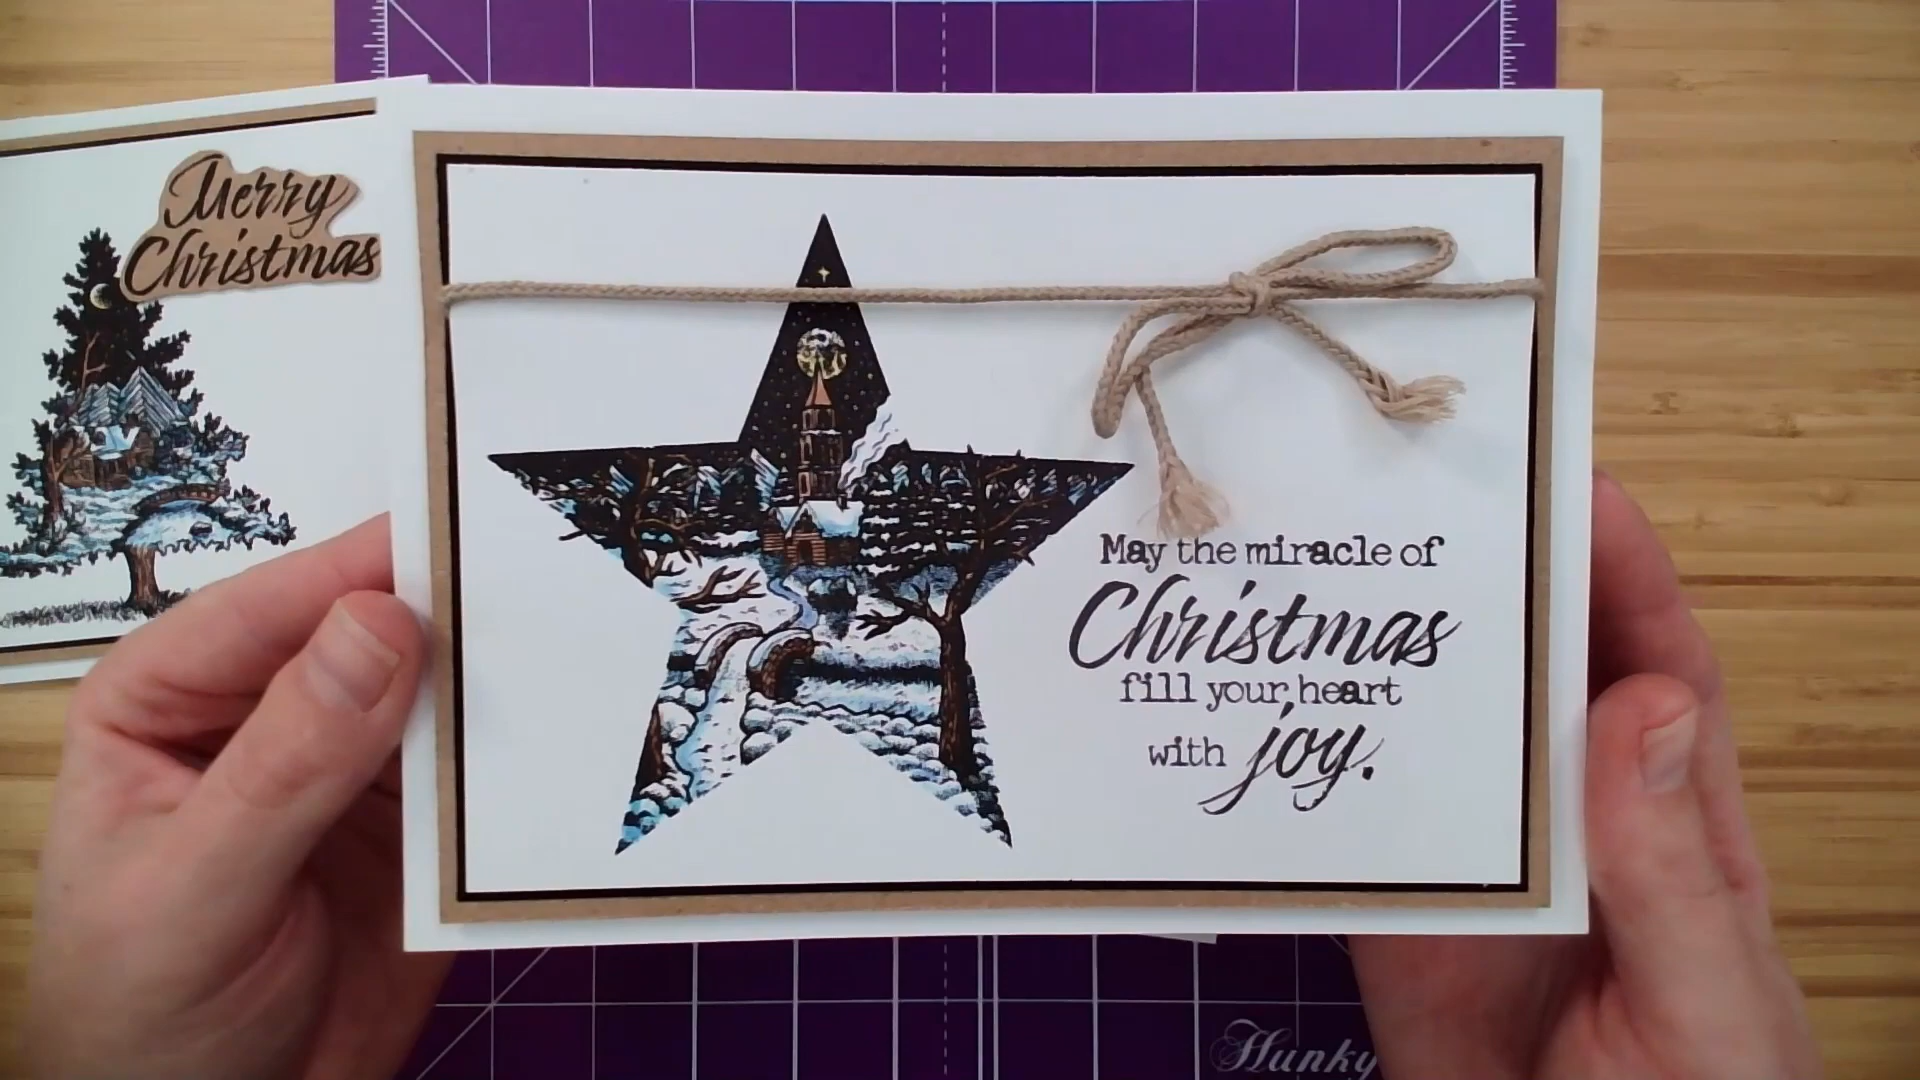 Merry
Christmas
May the miracle of
Christmas
fill your heart
with joy.
Hunky